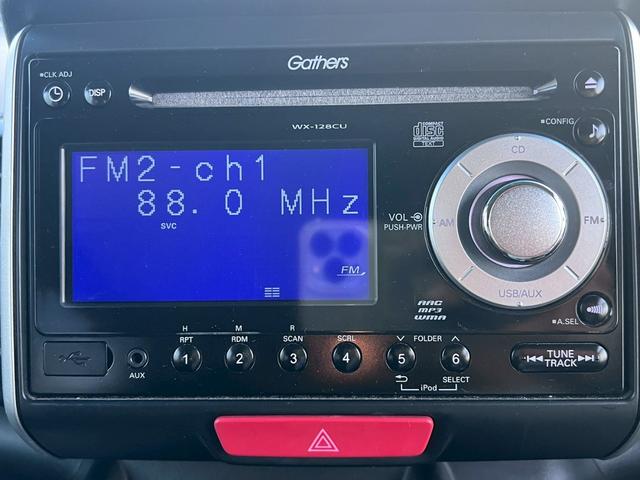 Gathers
CLK ADJ
DISP
WX-128CU
COMPACT
disc
DIGITAL AUDIO
TEXT
CONFIG
FM2-ch1
88.0 MHz
SVC
FM
CD
AM
FM
USB/AUX
VOL
PUSH-PWR
AAC
MP3
WMA
A.SEL
H M R
RPT RDM SCAN SCRL FOLDER
1 2 3 4 5 6
AUX
iPod SELECT
TUNE
TRACK